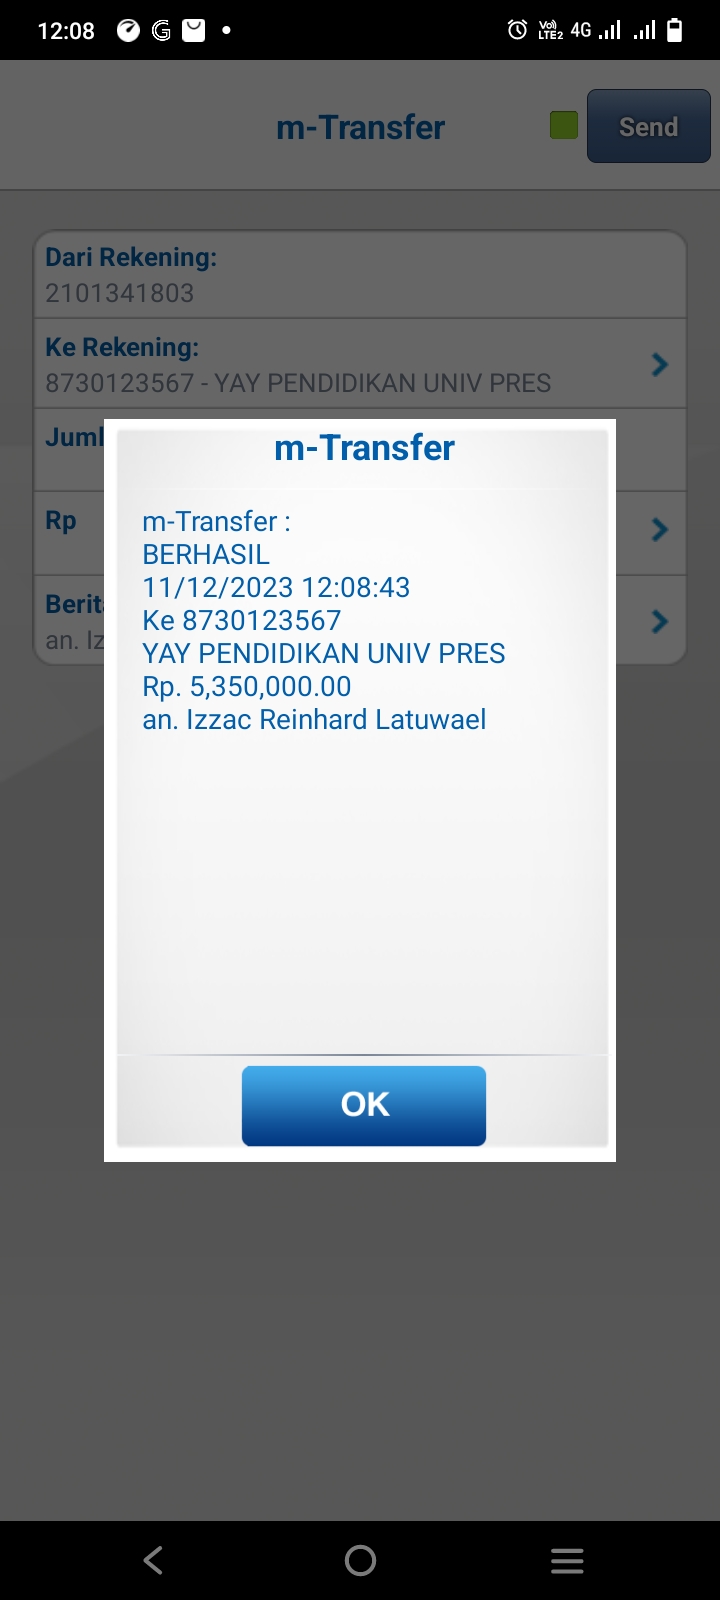 12:08
VoLTE2 4G
m-Transfer
Send
Dari Rekening:
2101341803
Ke Rekening:
8730123567 - YAY PENDIDIKAN UNIV PRES
Juml
Rp
Berit
an. Iz
m-Transfer
m-Transfer :
BERHASIL
11/12/2023 12:08:43
Ke 8730123567
YAY PENDIDIKAN UNIV PRES
Rp. 5,350,000.00
an. Izzac Reinhard Latuwael
OK